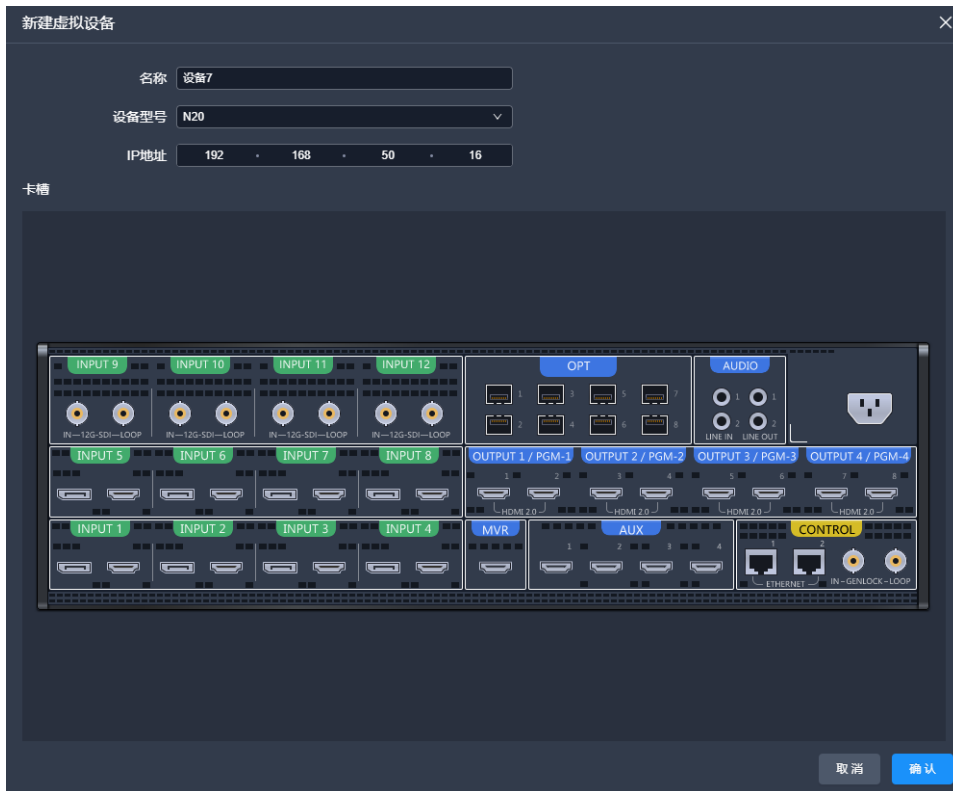 新建虚拟设备
名称 设备7
设备型号 N20
IP地址 192 . 168 . 50 . 16
卡槽
INPUT 9 INPUT 10 INPUT 11 INPUT 12 OPT AUDIO
1 3 5 7 1 1
IN—12G-SDI—LOOP IN—12G-SDI—LOOP IN—12G-SDI—LOOP IN—12G-SDI—LOOP 2 4 6 8 2 2
LINE IN LINE OUT
INPUT 5 INPUT 6 INPUT 7 INPUT 8 OUTPUT 1 / PGM-1 OUTPUT 2 / PGM-2 OUTPUT 3 / PGM-3 OUTPUT 4 / PGM-4
1 2 3 4 5 6 7 8
HDMI 2.0 HDMI 2.0 HDMI 2.0 HDMI 2.0
INPUT 1 INPUT 2 INPUT 3 INPUT 4 MVR AUX CONTROL
1 2 3 4 1 2
ETHERNET IN-GENLOCK-LOOP
取消 确认